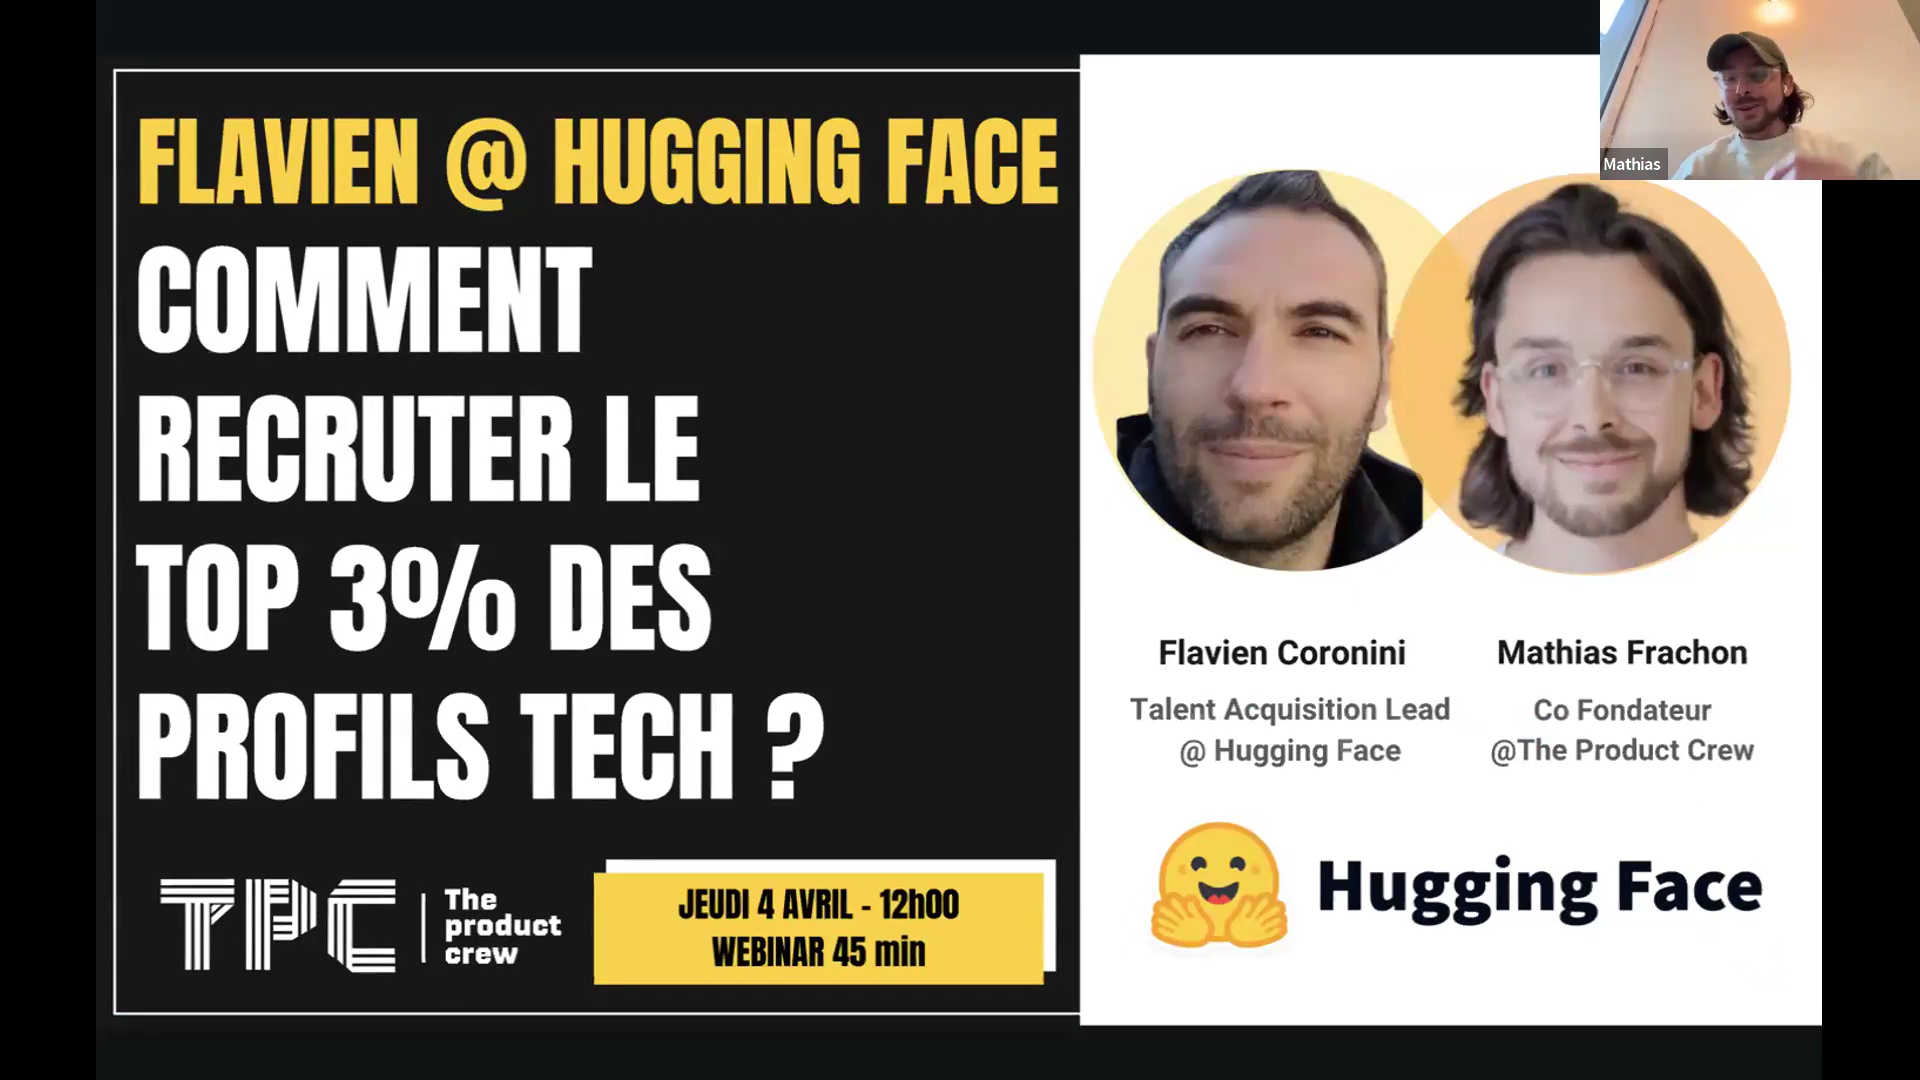 FLAVIEN @ HUGGING FACE
COMMENT
RECRUTER LE
TOP 3% DES
PROFILS TECH ?
TPC
The
product
crew
JEUDI 4 AVRIL - 12h00
WEBINAR 45 min
Mathias
Flavien Coronini
Talent Acquisition Lead
@ Hugging Face
Mathias Frachon
Co Fondateur
@The Product Crew
Hugging Face